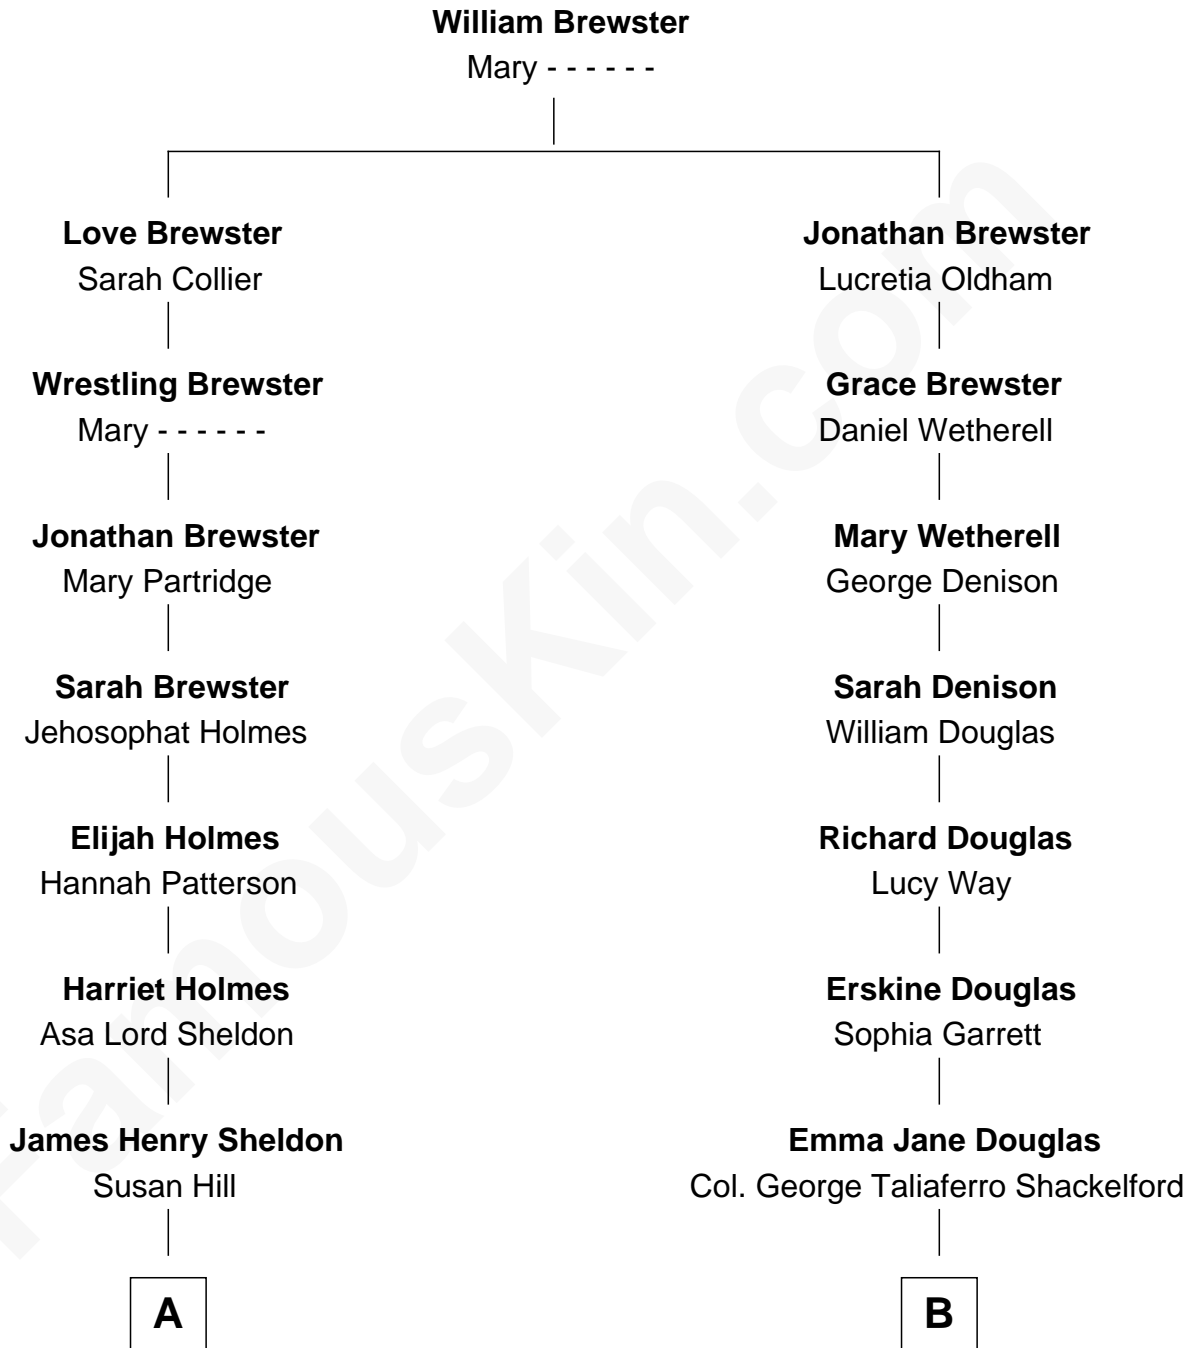 William Brewster
Mary - - - - - -
Love Brewster
Sarah Collier
Jonathan Brewster
Lucretia Oldham
Wrestling Brewster
Mary - - - - - -
Grace Brewster
Daniel Wetherell
Jonathan Brewster
Mary Partridge
Mary Wetherell
George Denison
Sarah Brewster
Jehosophat Holmes
Sarah Denison
William Douglas
Elijah Holmes
Hannah Patterson
Richard Douglas
Lucy Way
Harriet Holmes
Asa Lord Sheldon
Erskine Douglas
Sophia Garrett
James Henry Sheldon
Susan Hill
Emma Jane Douglas
Col. George Taliaferro Shackelford
A
B
FamousKin.com